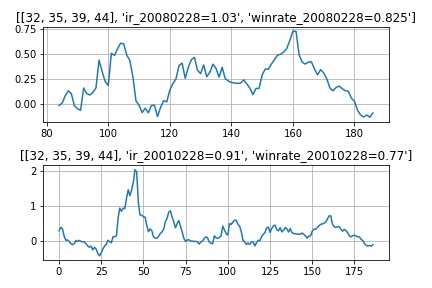 [[32, 35, 39, 44], 'ir_20080228=1.03', 'winrate_20080228=0.825']
0.75
0.50
0.25
0.00
80 100 120 140 160 180
[[32, 35, 39, 44], 'ir_20010228=0.91', 'winrate_20010228=0.77']
2
1
0
0 25 50 75 100 125 150 175